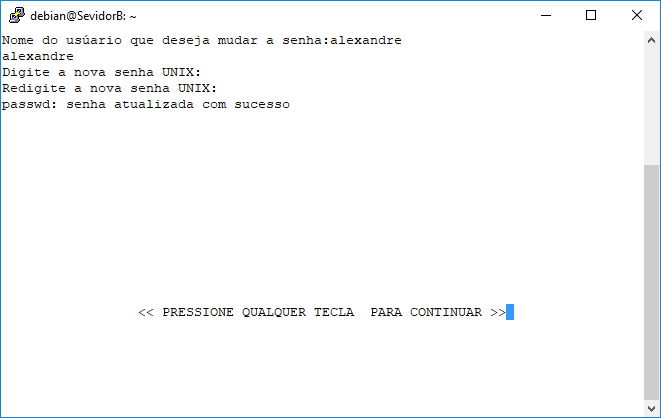 debian@SevidorB: ~
Nome do usúario que deseja mudar a senha:alexandre
alexandre
Digite a nova senha UNIX:
Redigite a nova senha UNIX:
passwd: senha atualizada com sucesso
<< PRESSIONE QUALQUER TECLA  PARA CONTINUAR >>